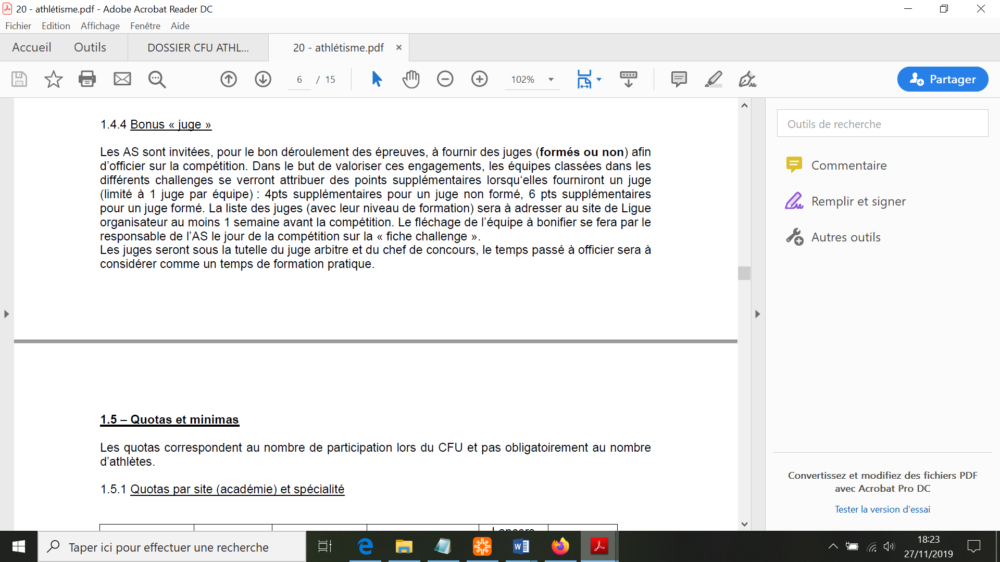 20 - athlétisme.pdf - Adobe Acrobat Reader DC
Fichier Edition Affichage Fenêtre Aide
Accueil Outils DOSSIER CFU ATHL... 20 - athlétisme.pdf ×
6 / 15 102% Partager
1.4.4 Bonus « juge »
Les AS sont invitées, pour le bon déroulement des épreuves, à fournir des juges (formés ou non) afin
d’officier sur la compétition. Dans le but de valoriser ces engagements, les équipes classées dans les
différents challenges se verront attribuer des points supplémentaires lorsqu‘elles fourniront un juge
(limité à 1 juge par équipe) : 4pts supplémentaires pour un juge non formé, 6 pts supplémentaires
pour un juge formé. La liste des juges (avec leur niveau de formation) sera à adresser au site de Ligue
organisateur au moins 1 semaine avant la compétition. Le fléchage de l’équipe à bonifier se fera par le
responsable de l’AS le jour de la compétition sur la « fiche challenge ».
Les juges seront sous la tutelle du juge arbitre et du chef de concours, le temps passé à officier sera à
considérer comme un temps de formation pratique.
1.5 – Quotas et minimas
Les quotas correspondent au nombre de participation lors du CFU et pas obligatoirement au nombre
d’athlètes.
1.5.1 Quotas par site (académie) et spécialité
Lancers
Outils de recherche
Commentaire
Remplir et signer
Autres outils
Convertissez et modifiez des fichiers PDF
avec Acrobat Pro DC
Tester la version d'essai
Taper ici pour effectuer une recherche
18:23
27/11/2019